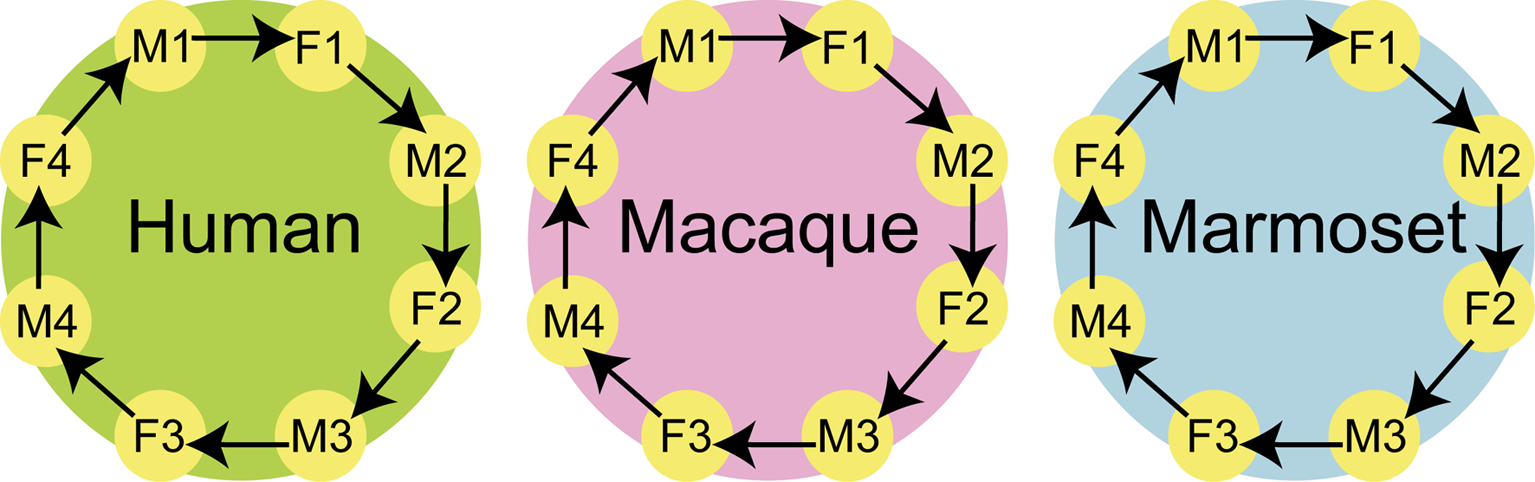 M1 F1 M1 F1 M1 F1
F4 M2 F4 M2 F4 M2
Human Macaque Marmoset
M4 F2 M4 F2 M4 F2
F3 M3 F3 M3 F3 M3